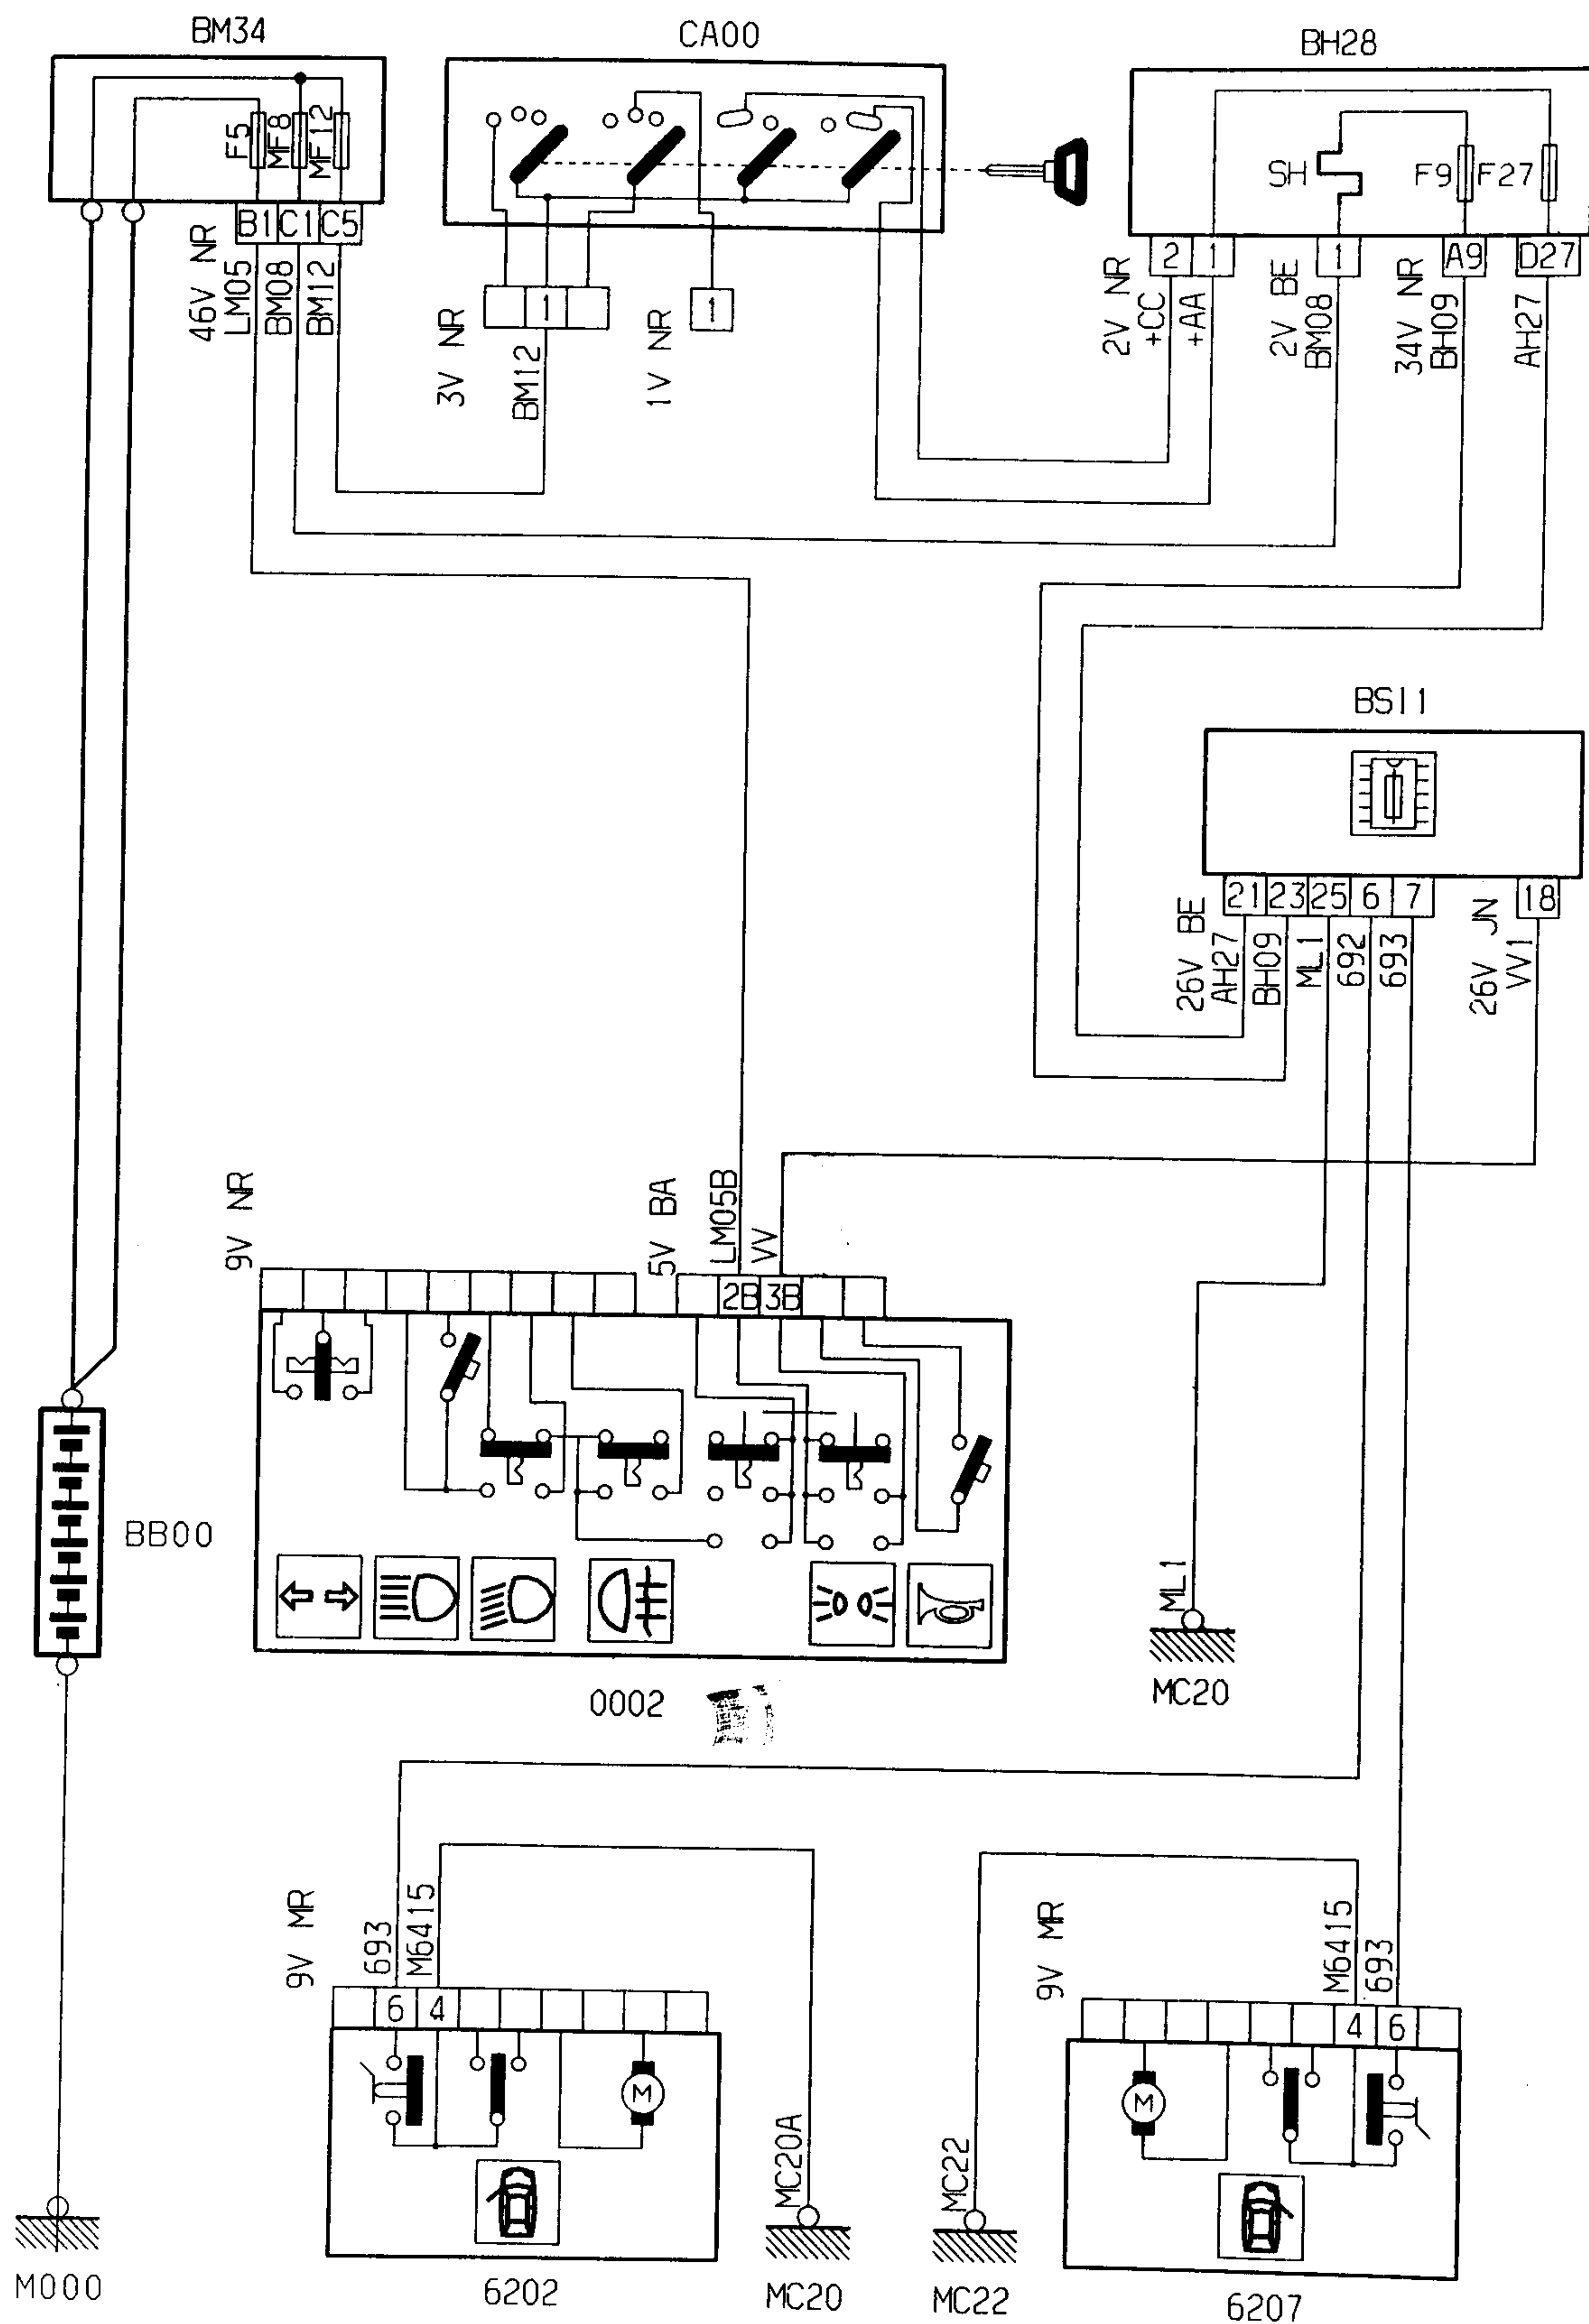 BM34
CA00
BH28
F5
MF8
MF12
SH
F9
F27
B1 C1 C5
2 1
1
A9
D27
46V NR
LM05
BM08
BM12
3V NR
1
BM12
1V NR
1
2V NR
+CC
+AA
2V BE
BM08
34V NR
BH09
AH27
BSI1
21 23 25 6 7
18
26V BE
AH27
BH09
ML1
692
693
26V JN
VV1
9V NR
5V BA
LM05B
VV
2B 3B
BB00
0002
ML1
MC20
9V MR
693
M6415
6 4
M
MC20A
MC22
9V MR
M6415
693
4 6
M
M000
6202
MC20
MC22
6207